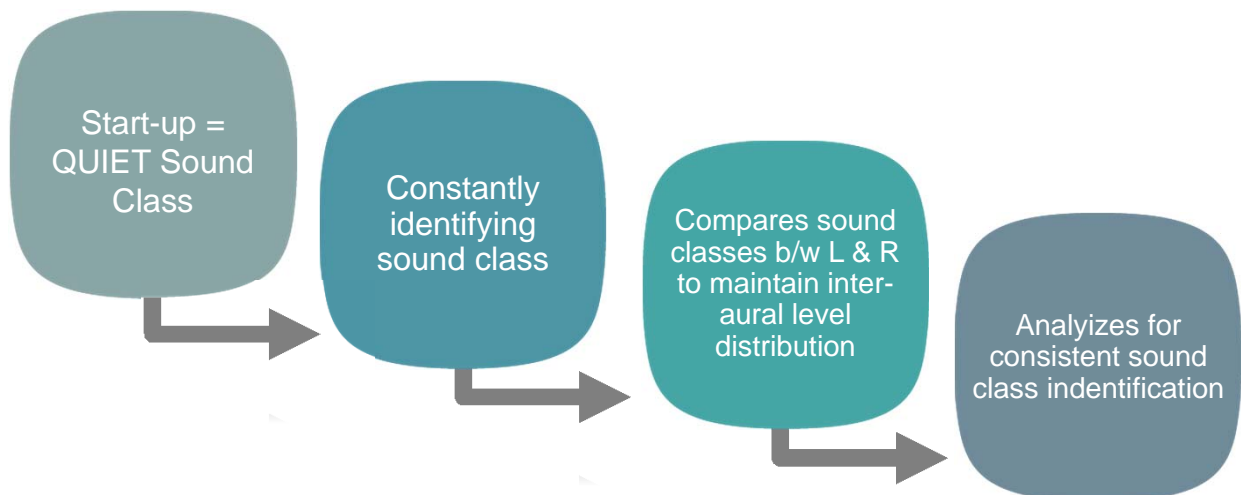 Start-up =
QUIET Sound
Class
Constantly
identifying
sound class
Compares sound
classes b/w L & R
to maintain inter-
aural level
distribution
Analyizes for
consistent sound
class indentification